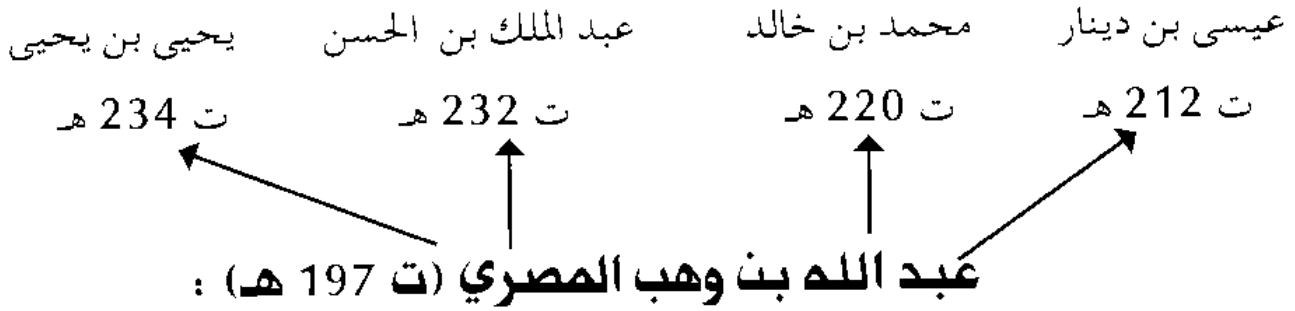 عيسى بن دينار محمد بن خالد عبد الملك بن الحسن يحيى بن يحيى
ت 212 هـ ت 220 هـ ت 232 هـ ت 234 هـ
عبد الله بن وهب المصري (ت 197 هـ) :